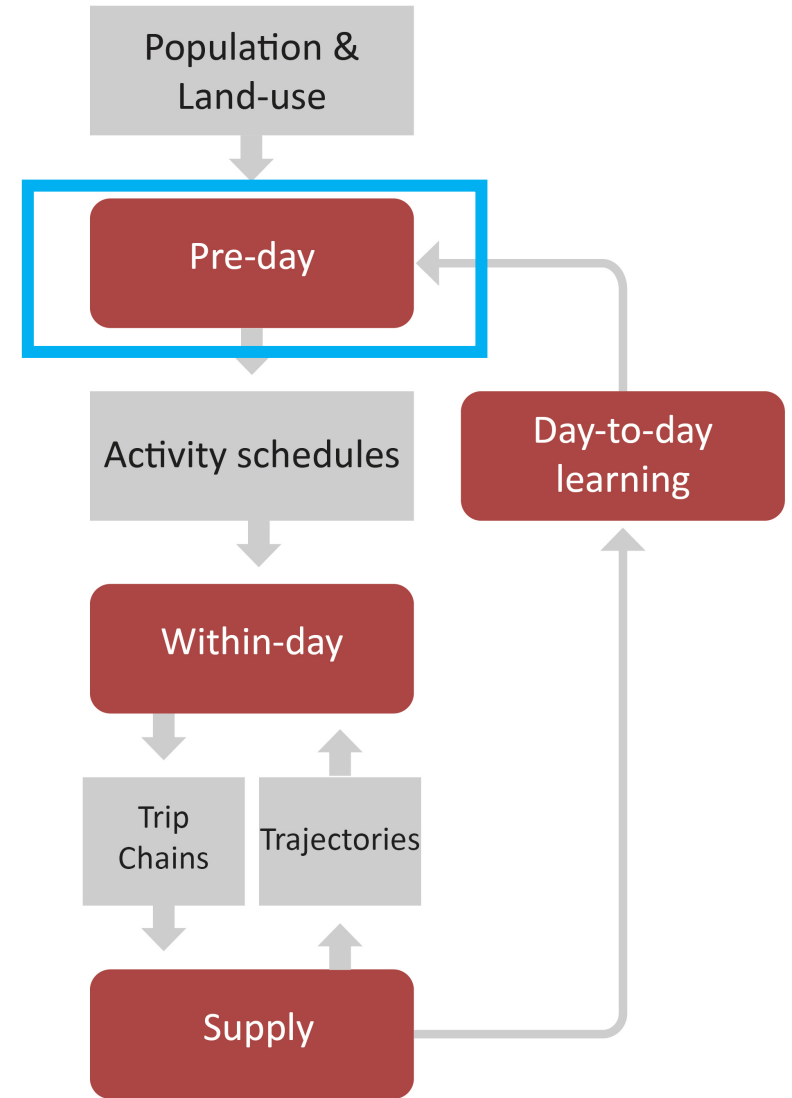 Population &
Land-use
Pre-day
Activity schedules
Day-to-day
learning
Within-day
Trip
Chains
Trajectories
Supply